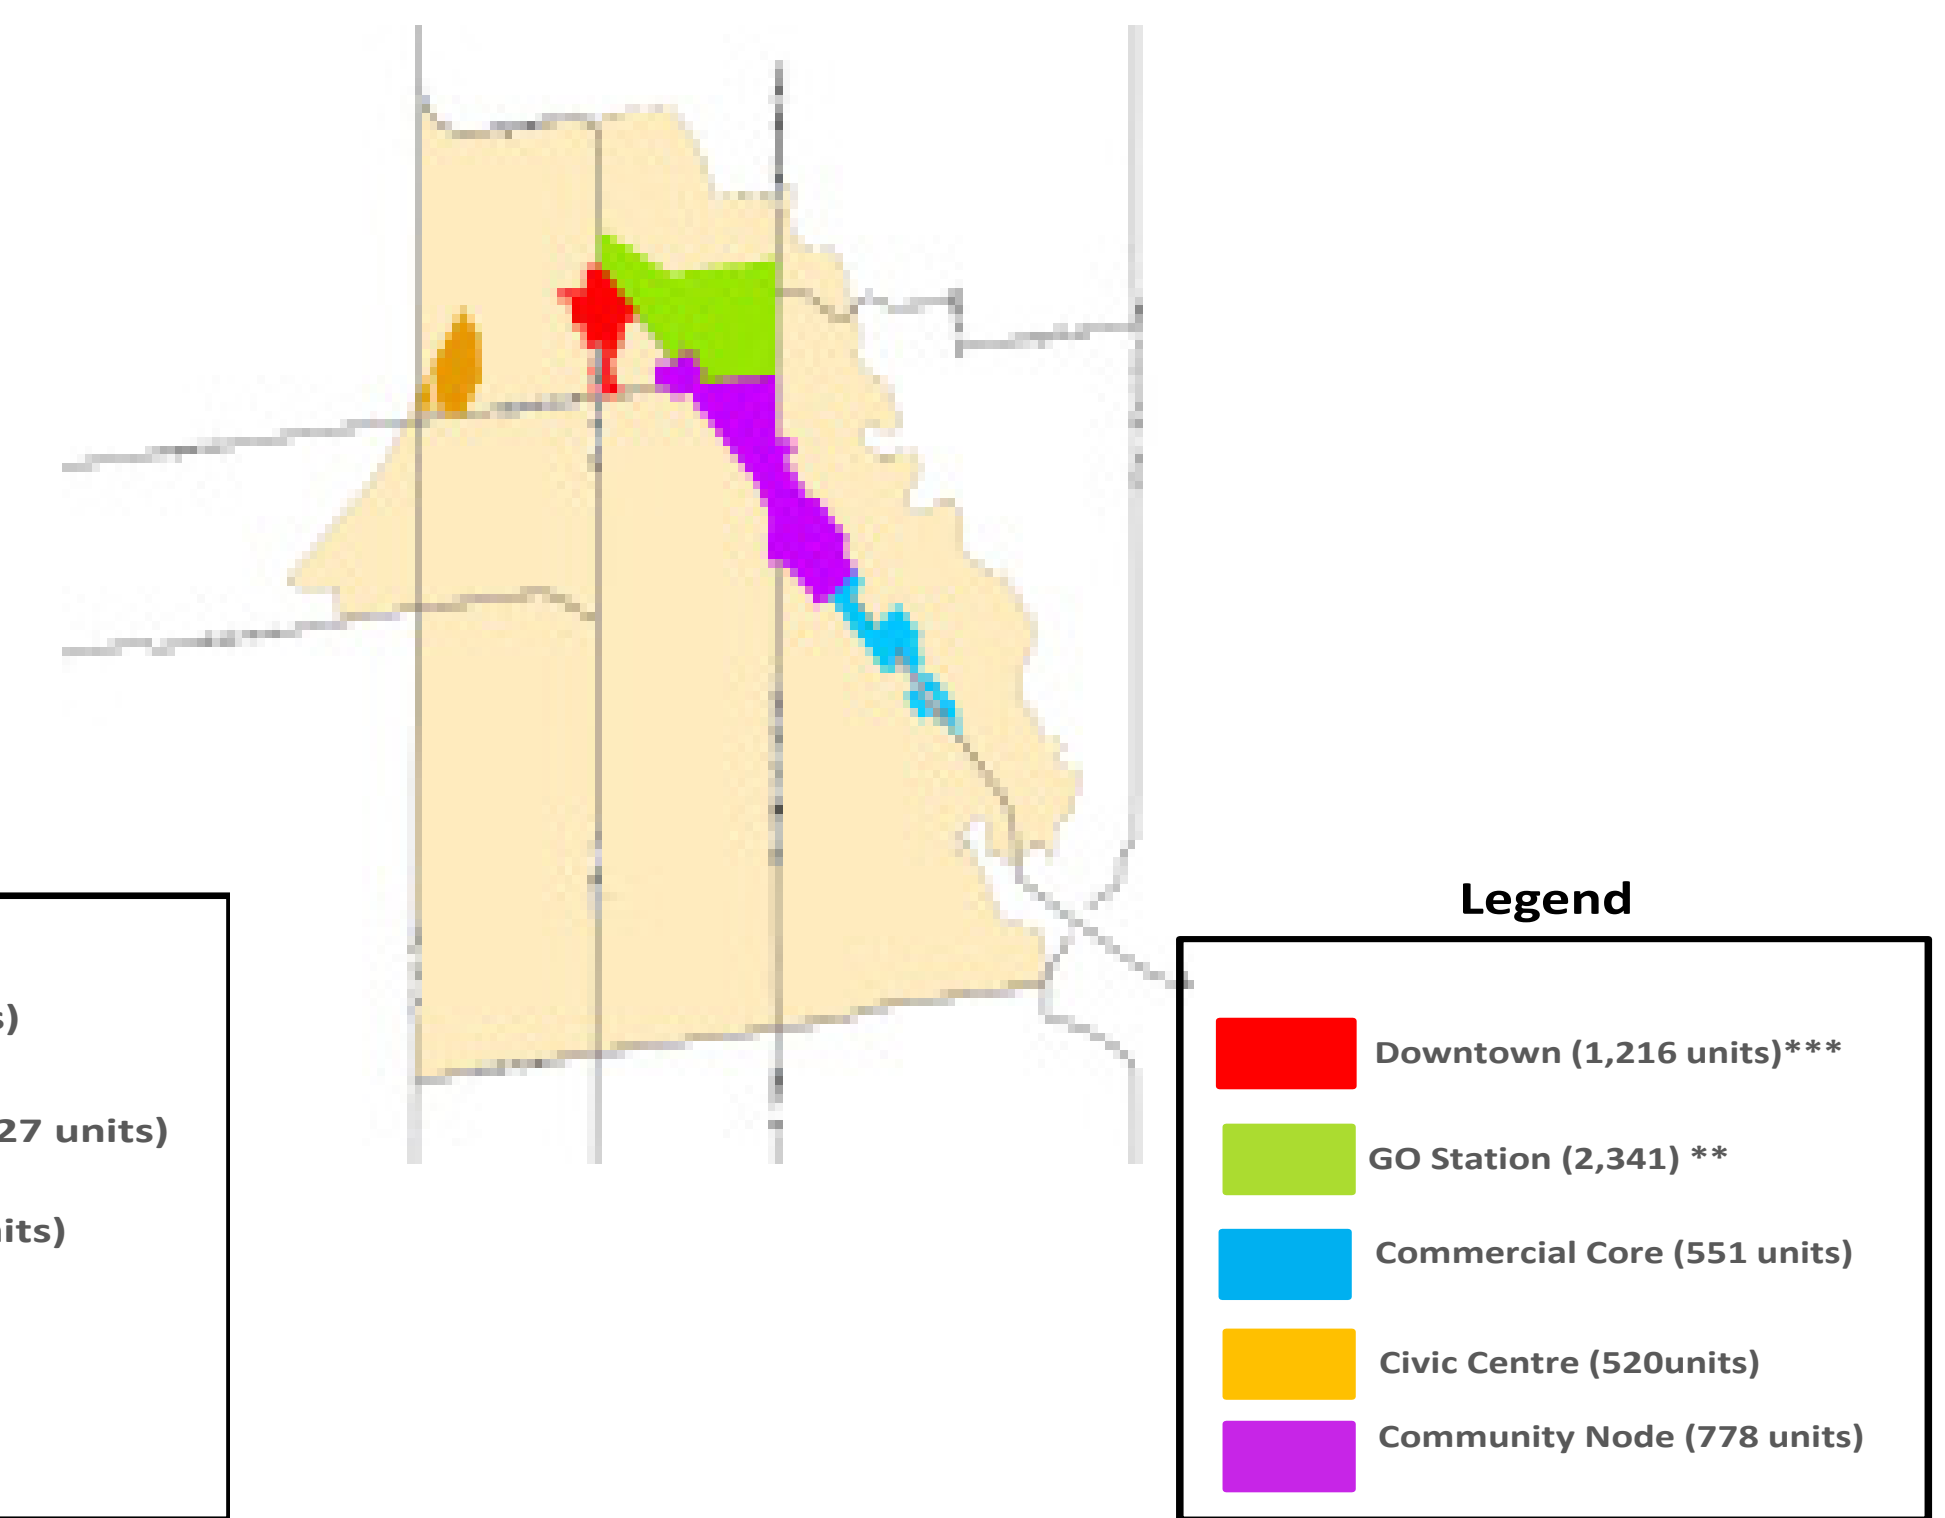 s)
27 units)
its)
Legend
Downtown (1,216 units)***
GO Station (2,341) **
Commercial Core (551 units)
Civic Centre (520units)
Community Node (778 units)